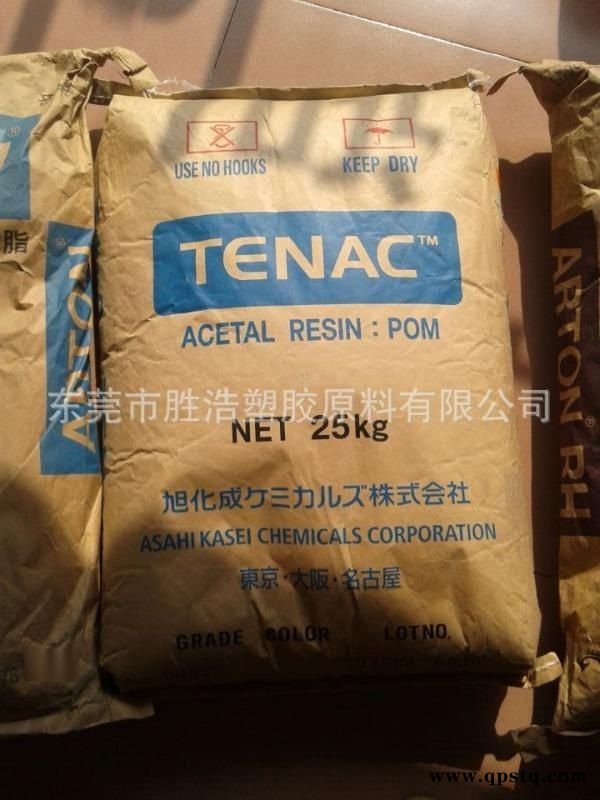 USE NO HOOKS
KEEP DRY
TENAC™
ACETAL RESIN : POM
脂
ARTON
®
ARTON® RH
东莞市胜浩塑胶原料有限公司
NET 25kg
旭化成ケミカルズ株式会社
ASAHI KASEI CHEMICALS CORPORATION
東京・大阪・名古屋
GRADE COLOR LOT NO.
www.qpstq.com